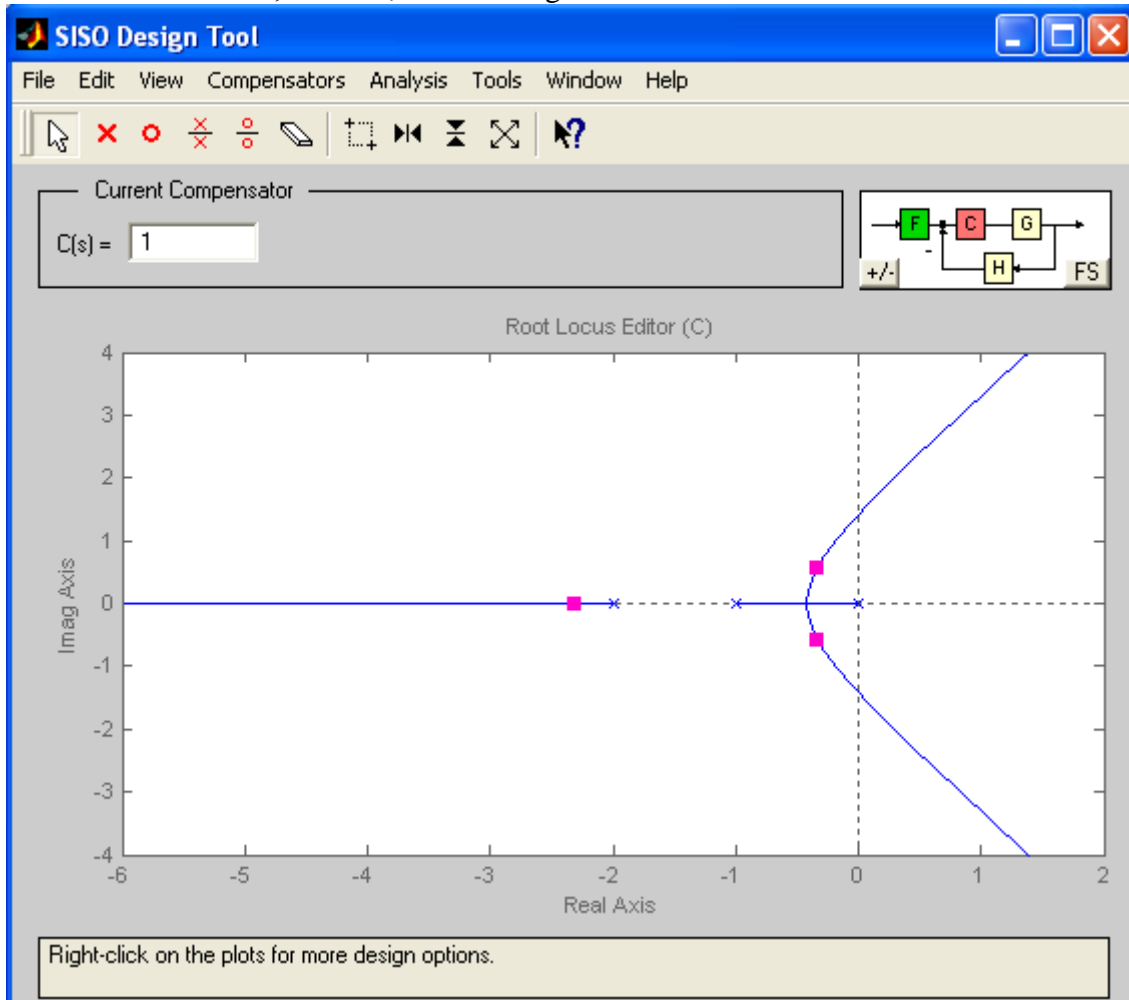 SISO Design Tool
File Edit View Compensators Analysis Tools Window Help
Current Compensator
C(s) = 1
F C G
-
H
+/- FS
Root Locus Editor (C)
4
3
2
1
0
-1
-2
-3
-4
Imag Axis
-6 -5 -4 -3 -2 -1 0 1 2
Real Axis
Right-click on the plots for more design options.